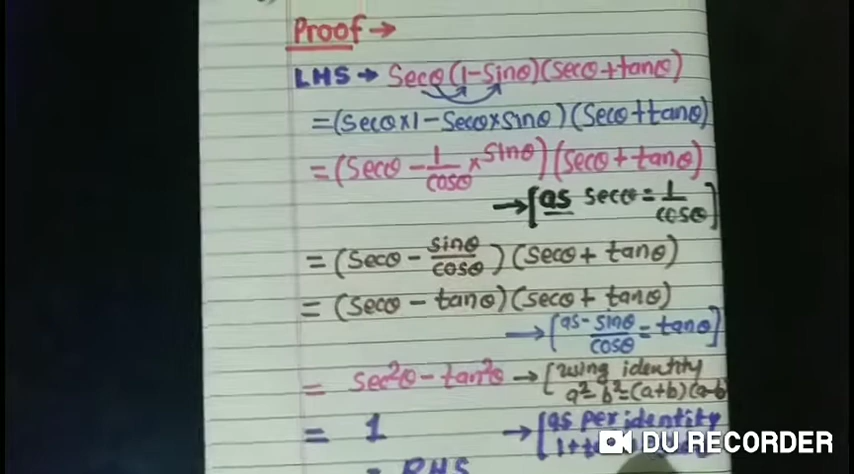 Proof →
LHS → Secθ(1-Sinθ)(secθ+tanθ)
=(Secθ×1-Secθ×sinθ)(Secθ+tanθ)
=(Secθ-1/cosθ×sinθ)(secθ+tanθ)
→[as secθ=1/cosθ]
=(Secθ-sinθ/cosθ)(secθ+tanθ)
=(secθ-tanθ)(secθ+tanθ)
→[as-sinθ/cosθ=tanθ]
= sec²θ-tan²θ →[using identity
a²-b²=(a+b)(a-b
= 1 →[as per identity
DU RECORDER
RHS